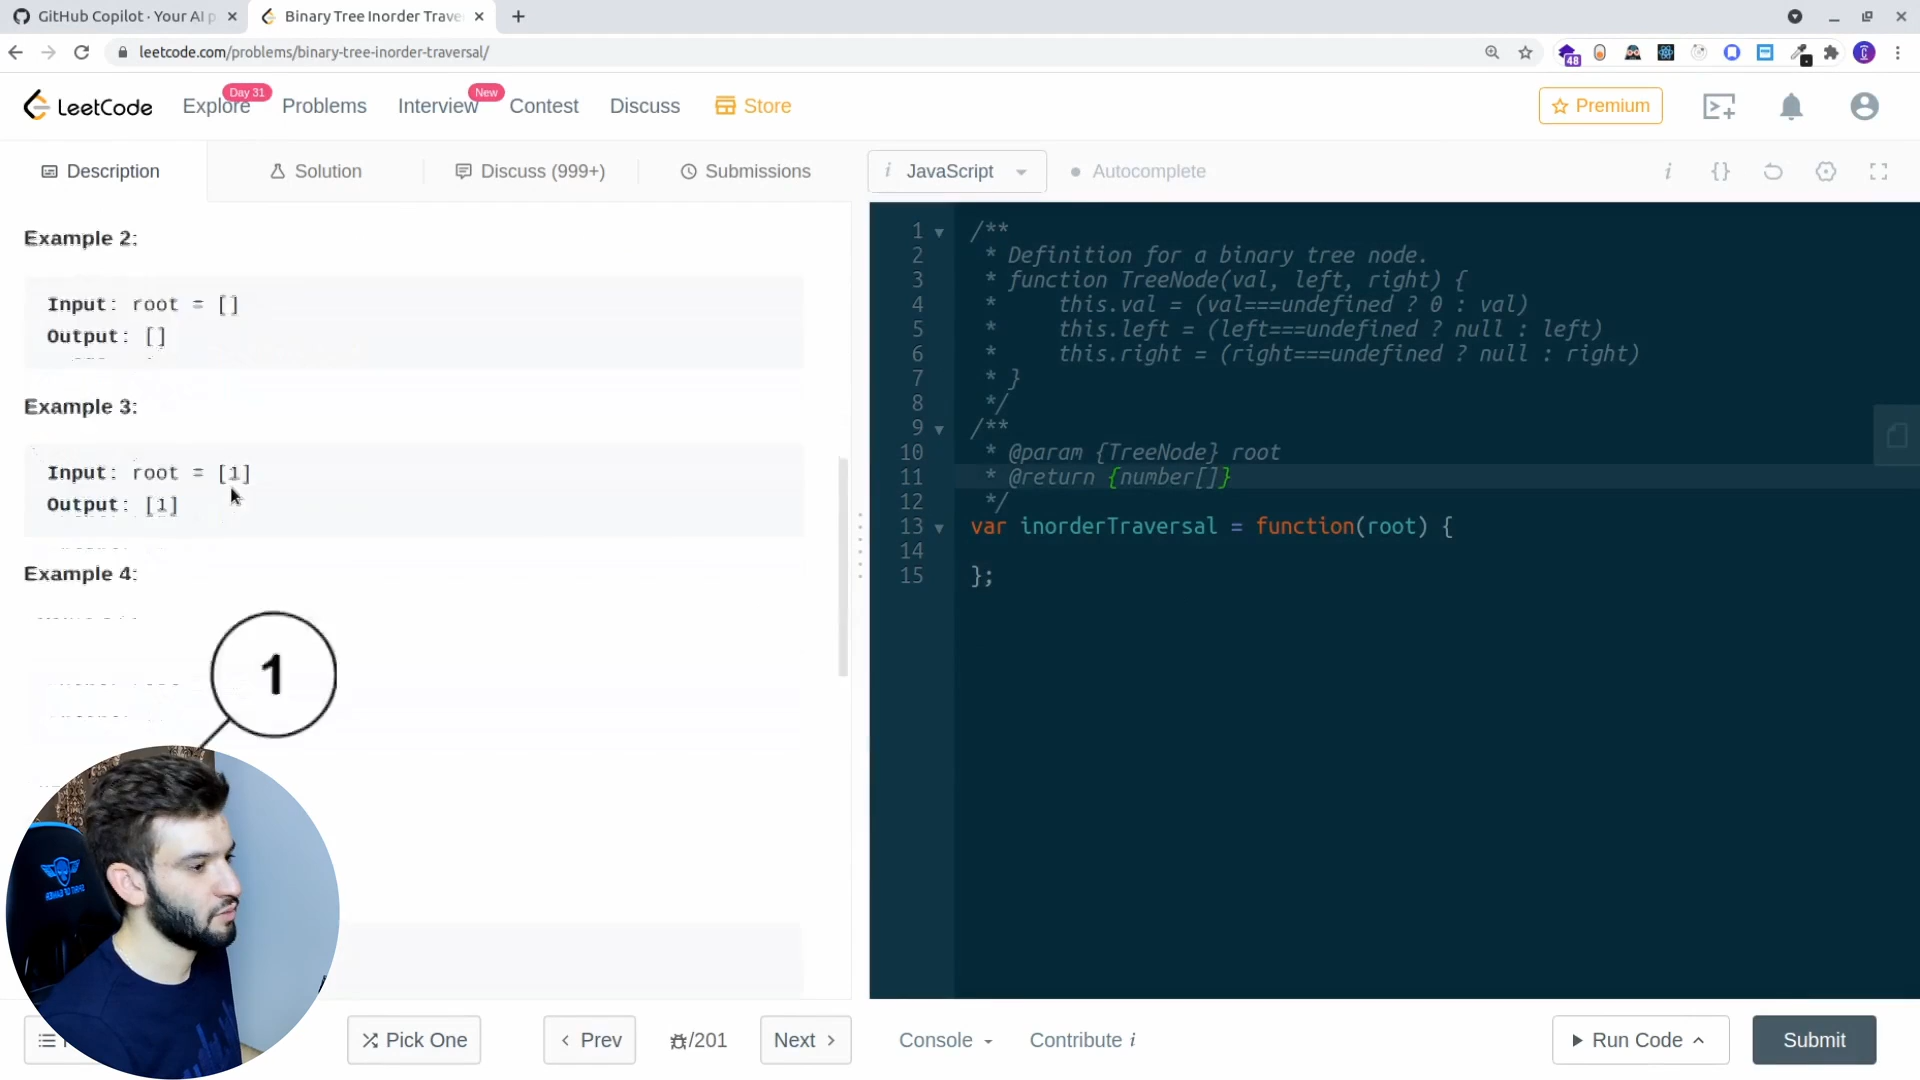 GitHub Copilot · Your AI p
Binary Tree Inorder Trave
leetcode.com/problems/binary-tree-inorder-traversal/
48
LeetCode
Explore
Day 31
Problems
Interview
New
Contest
Discuss
Store
Premium
Description
Solution
Discuss (999+)
Submissions
i JavaScript
Autocomplete
i {}
Example 2:
Input: root = []
Output: []
Example 3:
Input: root = [1]
Output: [1]
Example 4:
1
1 /**
2 * Definition for a binary tree node.
3 * function TreeNode(val, left, right) {
4 *     this.val = (val===undefined ? 0 : val)
5 *     this.left = (left===undefined ? null : left)
6 *     this.right = (right===undefined ? null : right)
7 * }
8 */
9 /**
10 * @param {TreeNode} root
11 * @return {number[]}
12 */
13 var inorderTraversal = function(root) {
14
15 };
Pick One
Prev
/201
Next
Console
Contribute i
Run Code
Submit